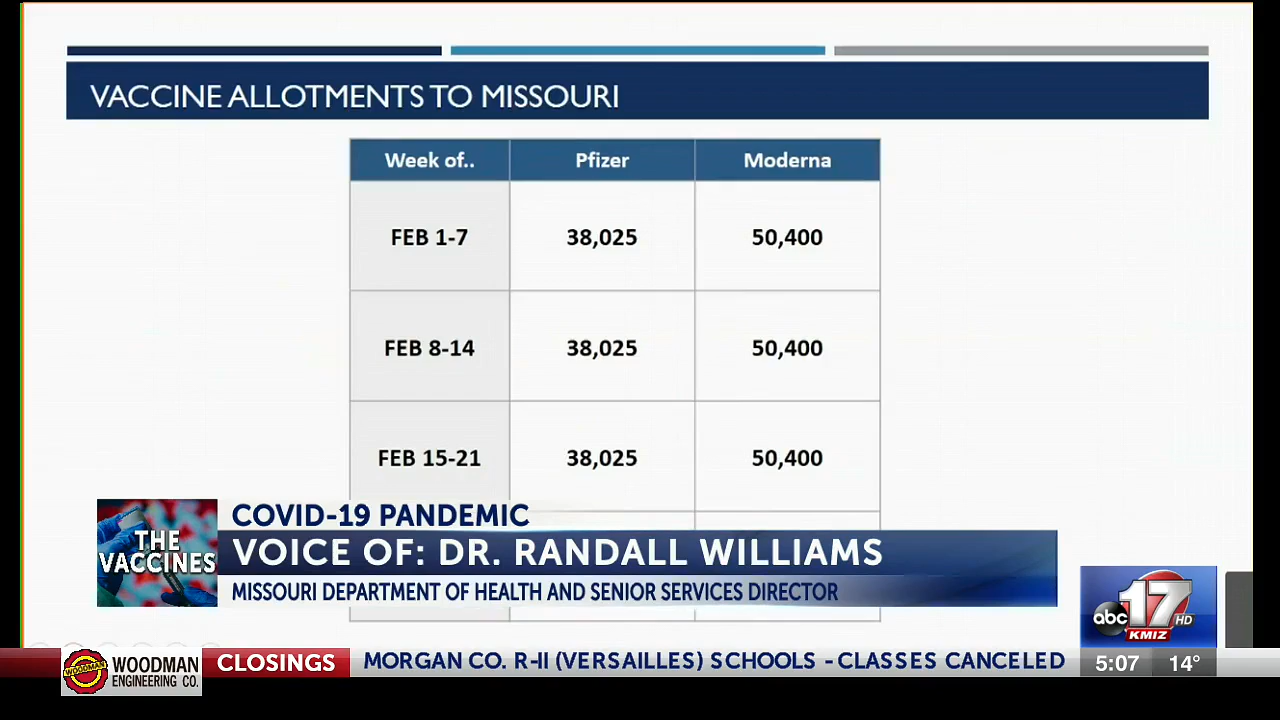 VACCINE ALLOTMENTS TO MISSOURI
Week of.. Pfizer Moderna
FEB 1-7 38,025 50,400
FEB 8-14 38,025 50,400
FEB 15-21 38,025 50,400
THE
VACCINES
COVID-19 PANDEMIC
VOICE OF: DR. RANDALL WILLIAMS
MISSOURI DEPARTMENT OF HEALTH AND SENIOR SERVICES DIRECTOR
abc 17 HD
KMIZ
WOODMAN
WOODMAN
ENGINEERING CO.
CLOSINGS
MORGAN CO. R-II (VERSAILLES) SCHOOLS - CLASSES CANCELED
5:07 14°